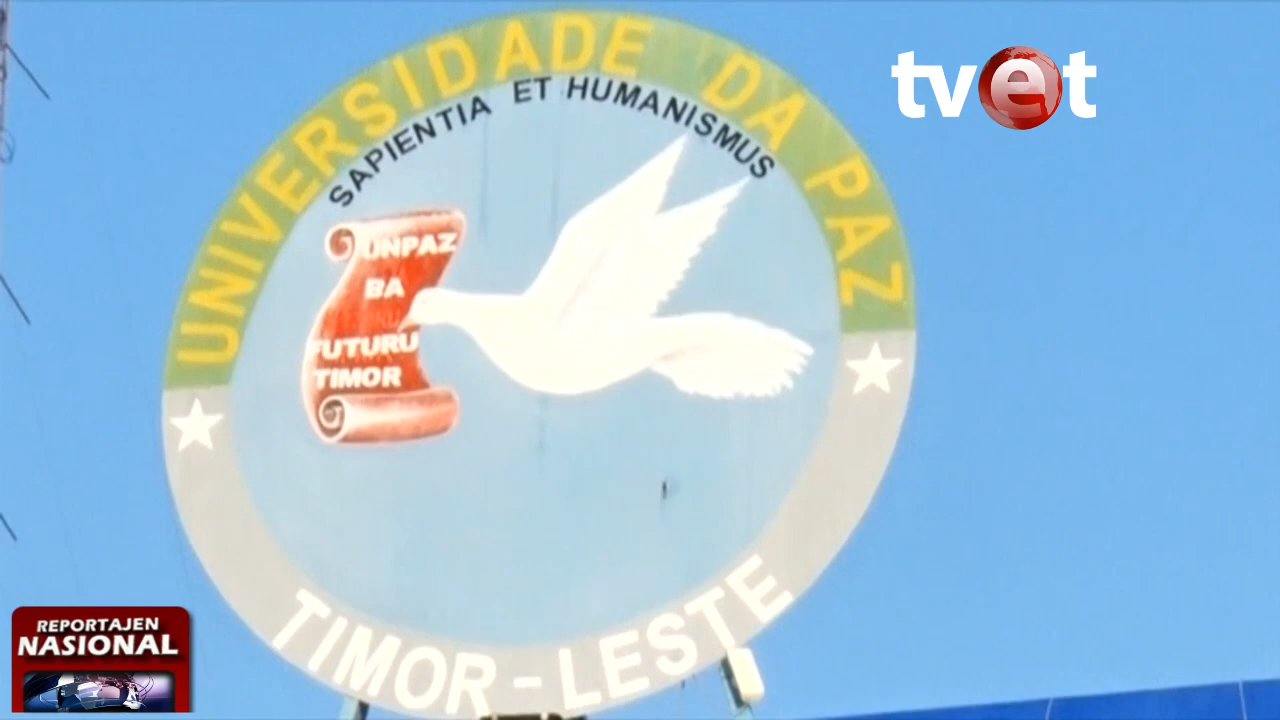 UNIVERSIDADE DA PAZ
SAPIENTIA ET HUMANISMUS
UNPAZ
BA
FUTURU
TIMOR
TIMOR - LESTE
tvet
REPORTAJEN
NASIONAL